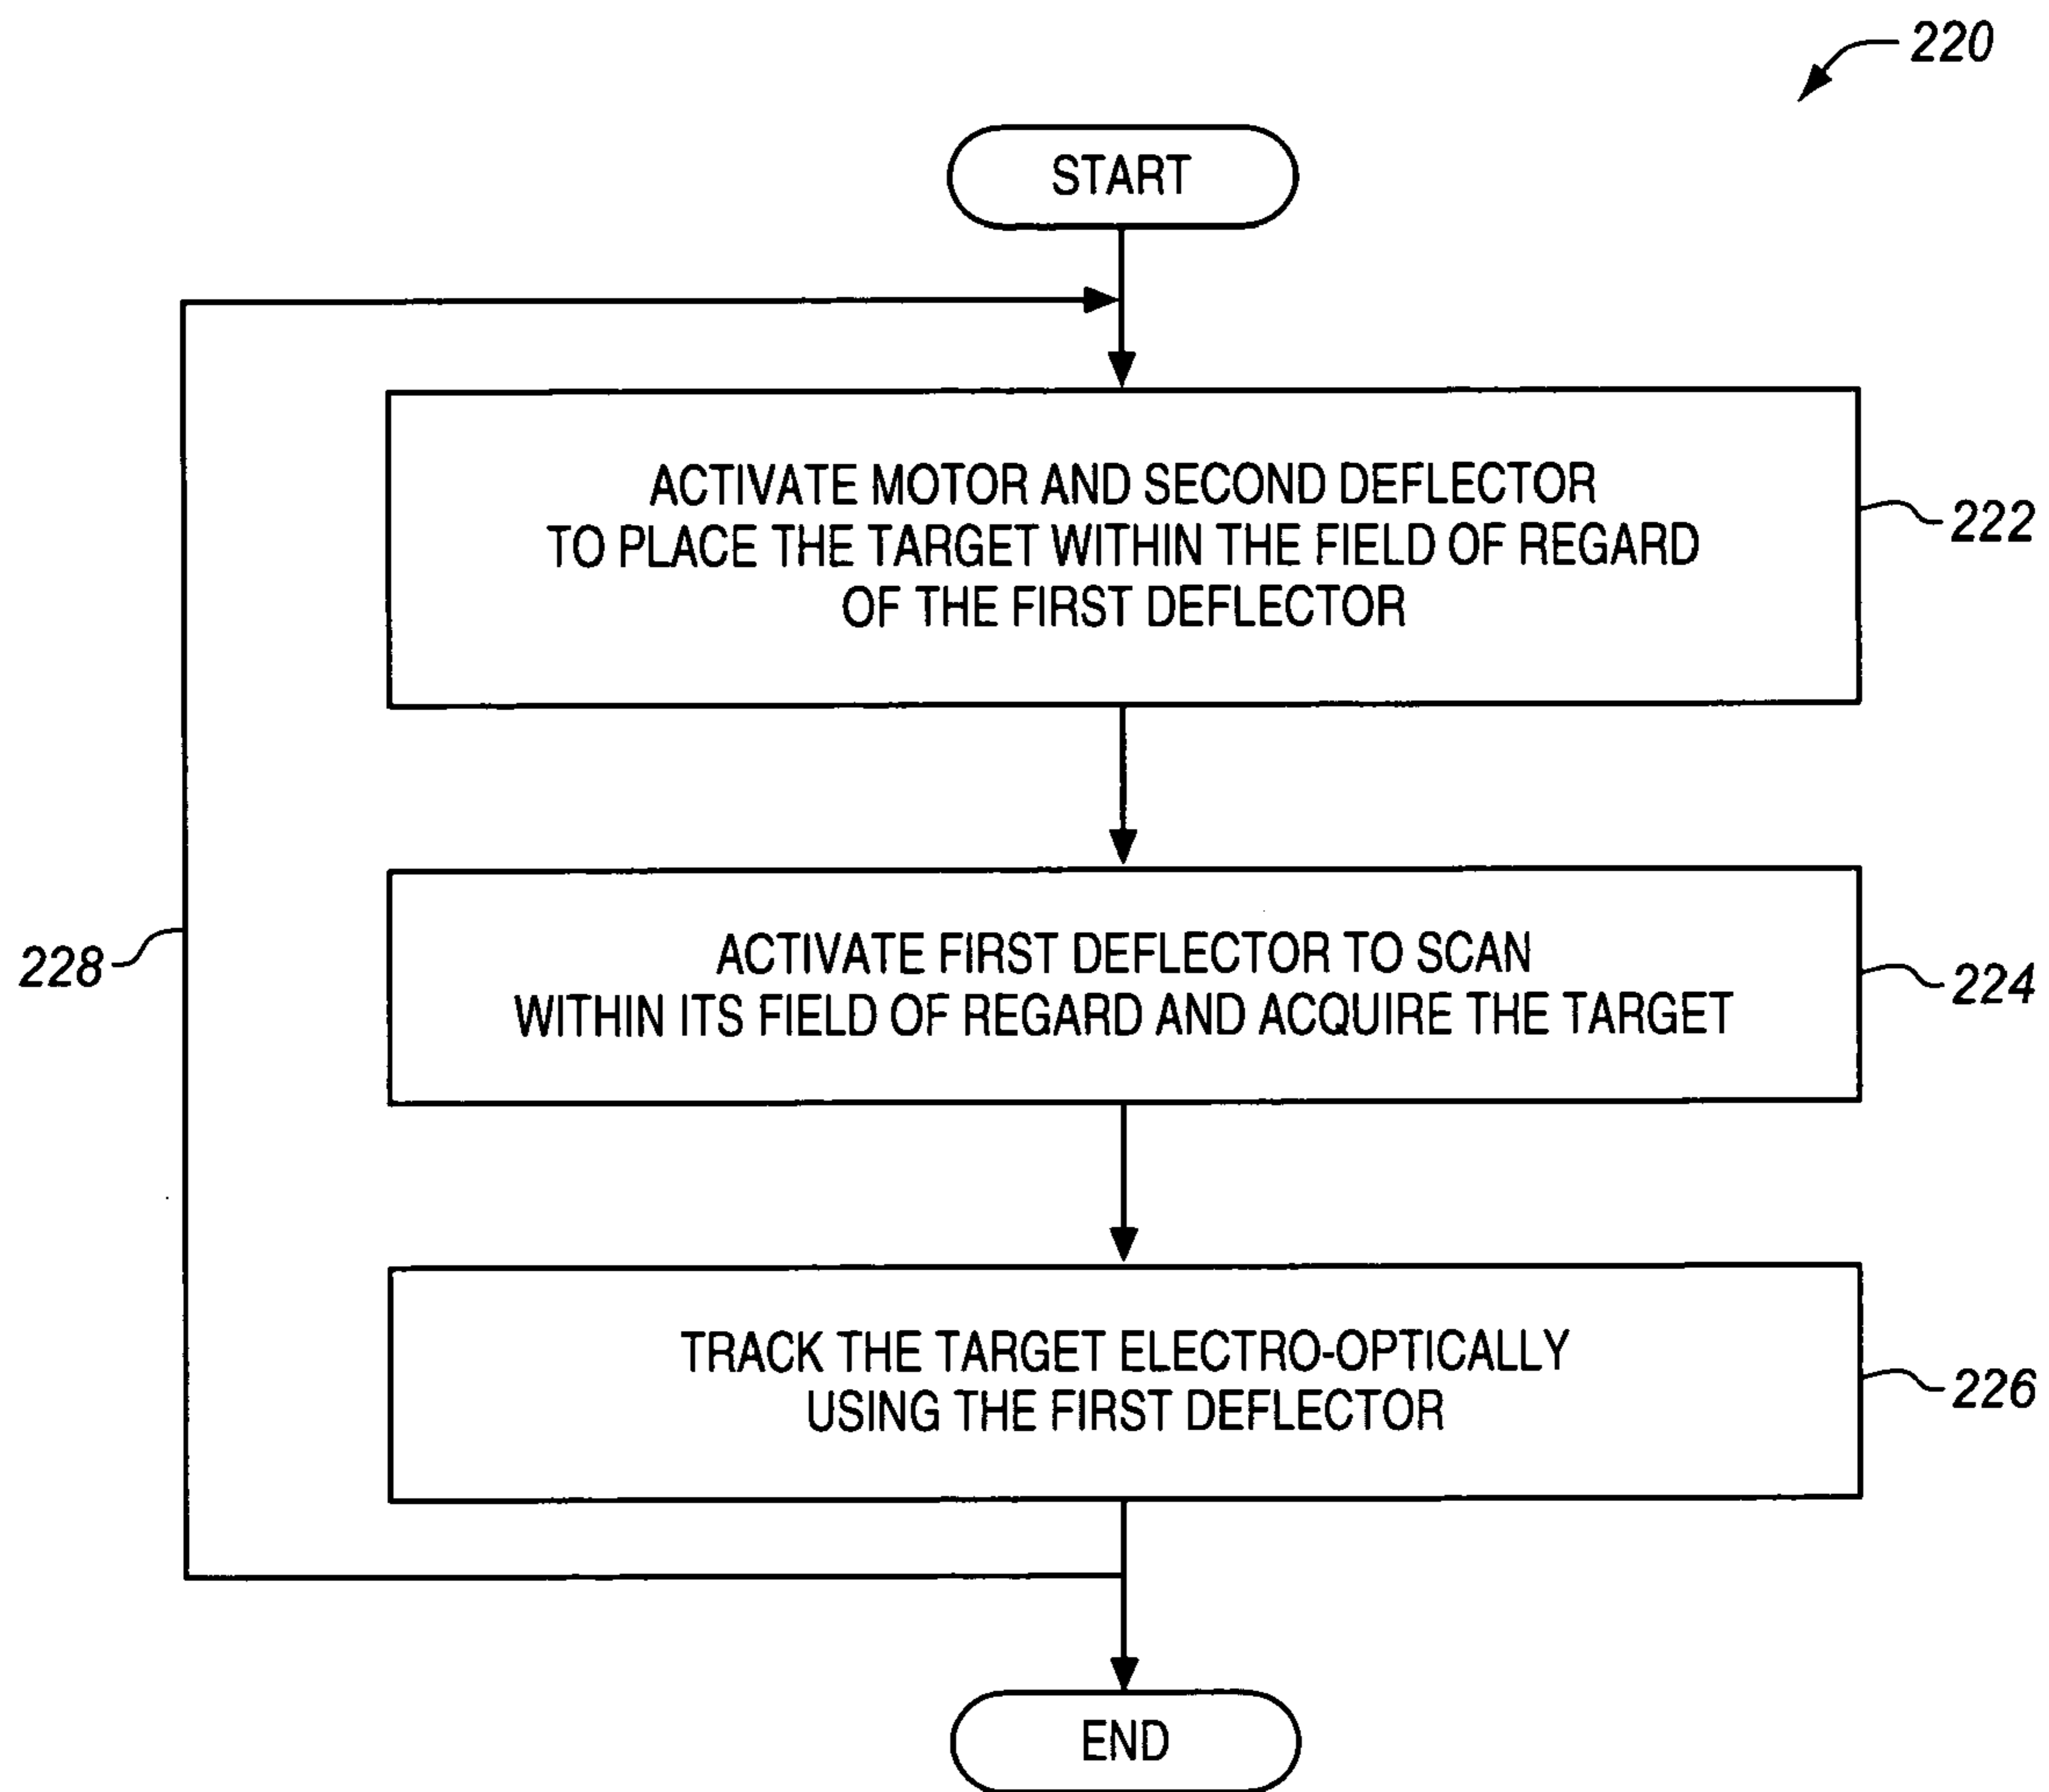 220
START
ACTIVATE MOTOR AND SECOND DEFLECTOR
TO PLACE THE TARGET WITHIN THE FIELD OF REGARD
OF THE FIRST DEFLECTOR
222
ACTIVATE FIRST DEFLECTOR TO SCAN
WITHIN ITS FIELD OF REGARD AND ACQUIRE THE TARGET
224
228
TRACK THE TARGET ELECTRO-OPTICALLY
USING THE FIRST DEFLECTOR
226
END